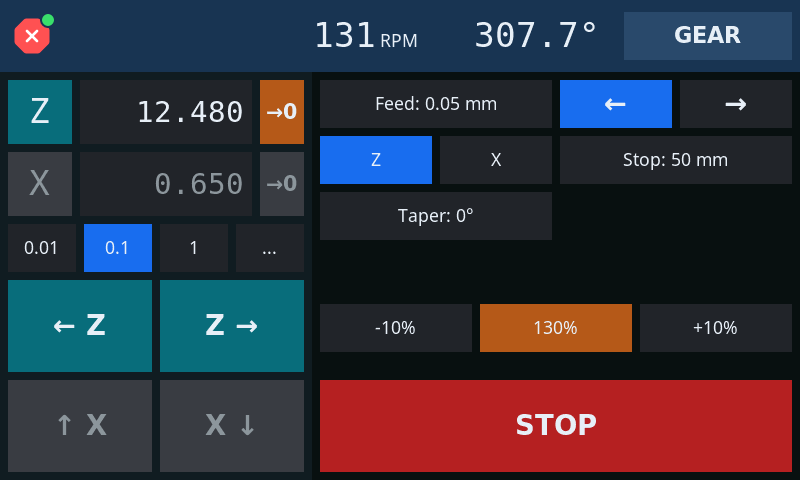 131 RPM 307.7° GEAR
Z 12.480 →0 Feed: 0.05 mm ← →
X 0.650 →0 Z X Stop: 50 mm
Taper: 0°
0.01 0.1 1 ...
← Z Z → -10% 130% +10%
↑ X X ↓ STOP